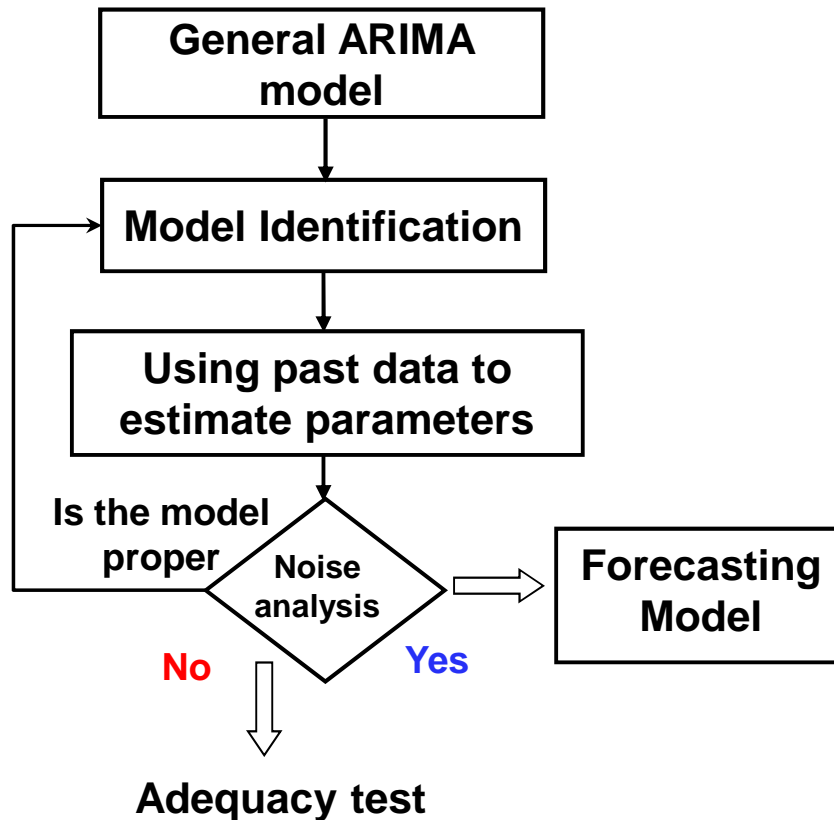 General ARIMA
model
Model Identification
Using past data to
estimate parameters
Is the model
proper
Noise
analysis
Forecasting
Model
No
Yes
Adequacy test